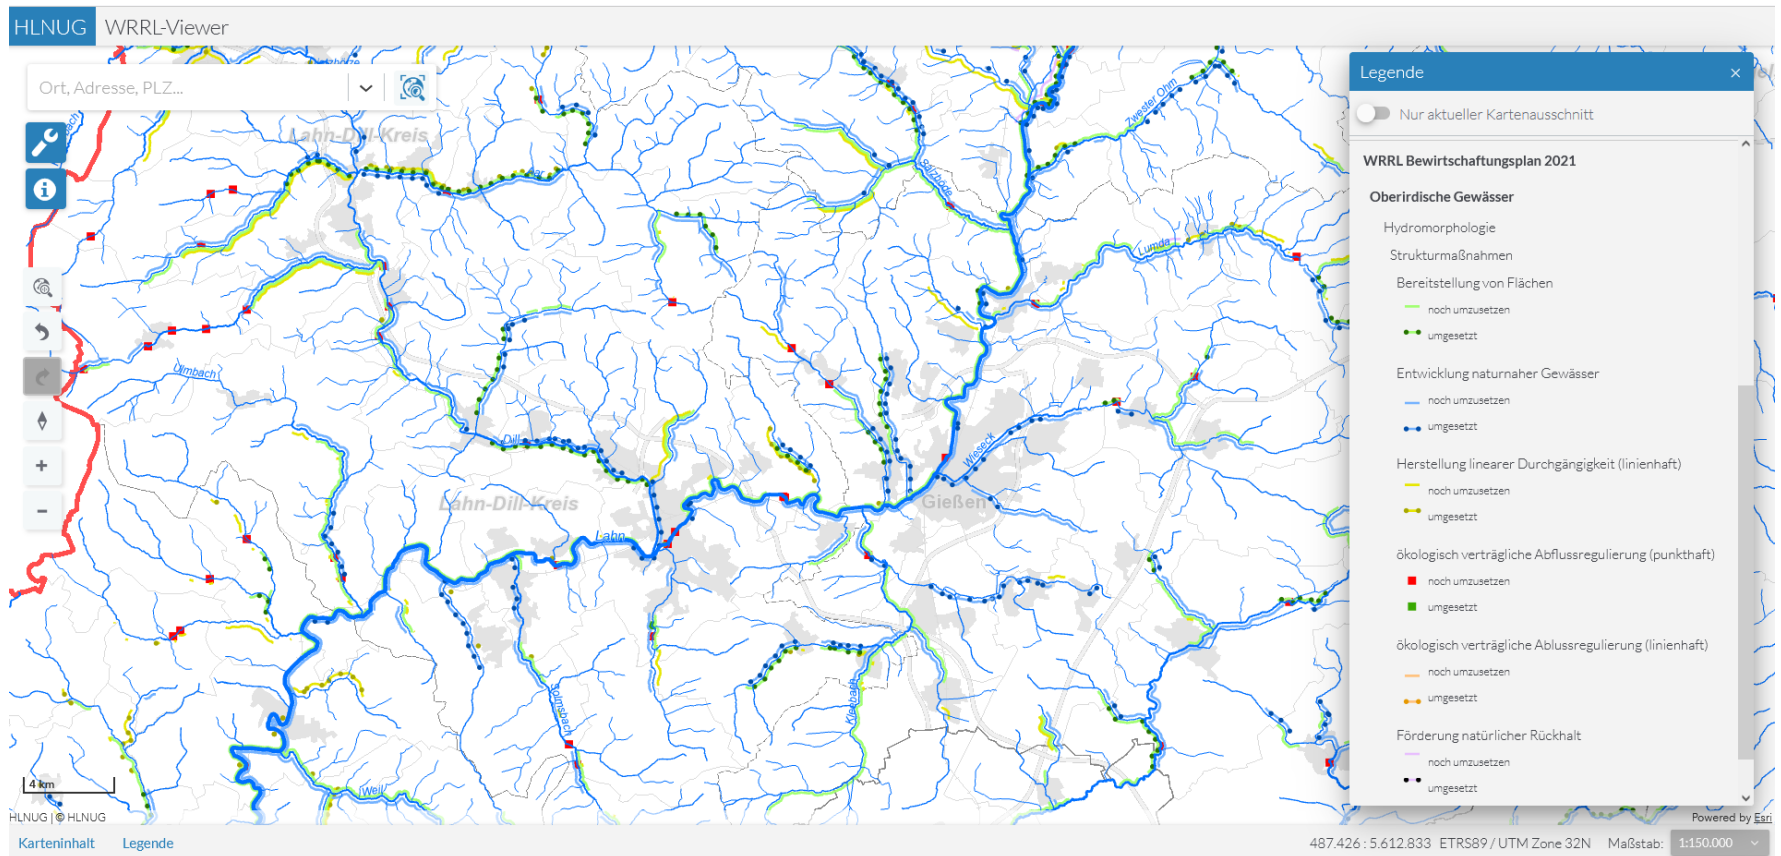 HLNUG WRRL-Viewer
Ort, Adresse, PLZ...
Lahn-Dill-Kreis
Aar
Salzböde
Zwester Ohm
Lumda
Ulmbach
Dill
Wieseck
Gießen
Lahn-Dill-Kreis
Lahn
Solmsbach
Kleebach
Weil
4 km
HLNUG | © HLNUG
Legende
Nur aktueller Kartenausschnitt
WRRL Bewirtschaftungsplan 2021
Oberirdische Gewässer
Hydromorphologie
Strukturmaßnahmen
Bereitstellung von Flächen
noch umzusetzen
umgesetzt
Entwicklung naturnaher Gewässer
noch umzusetzen
umgesetzt
Herstellung linearer Durchgängigkeit (linienhaft)
noch umzusetzen
umgesetzt
ökologisch verträgliche Abflussregulierung (punkthaft)
noch umzusetzen
umgesetzt
ökologisch verträgliche Ablussregulierung (linienhaft)
noch umzusetzen
umgesetzt
Förderung natürlicher Rückhalt
noch umzusetzen
umgesetzt
Powered by Esri
Karteninhalt Legende
487.426 : 5.612.833 ETRS89 / UTM Zone 32N Maßstab: 1:150.000